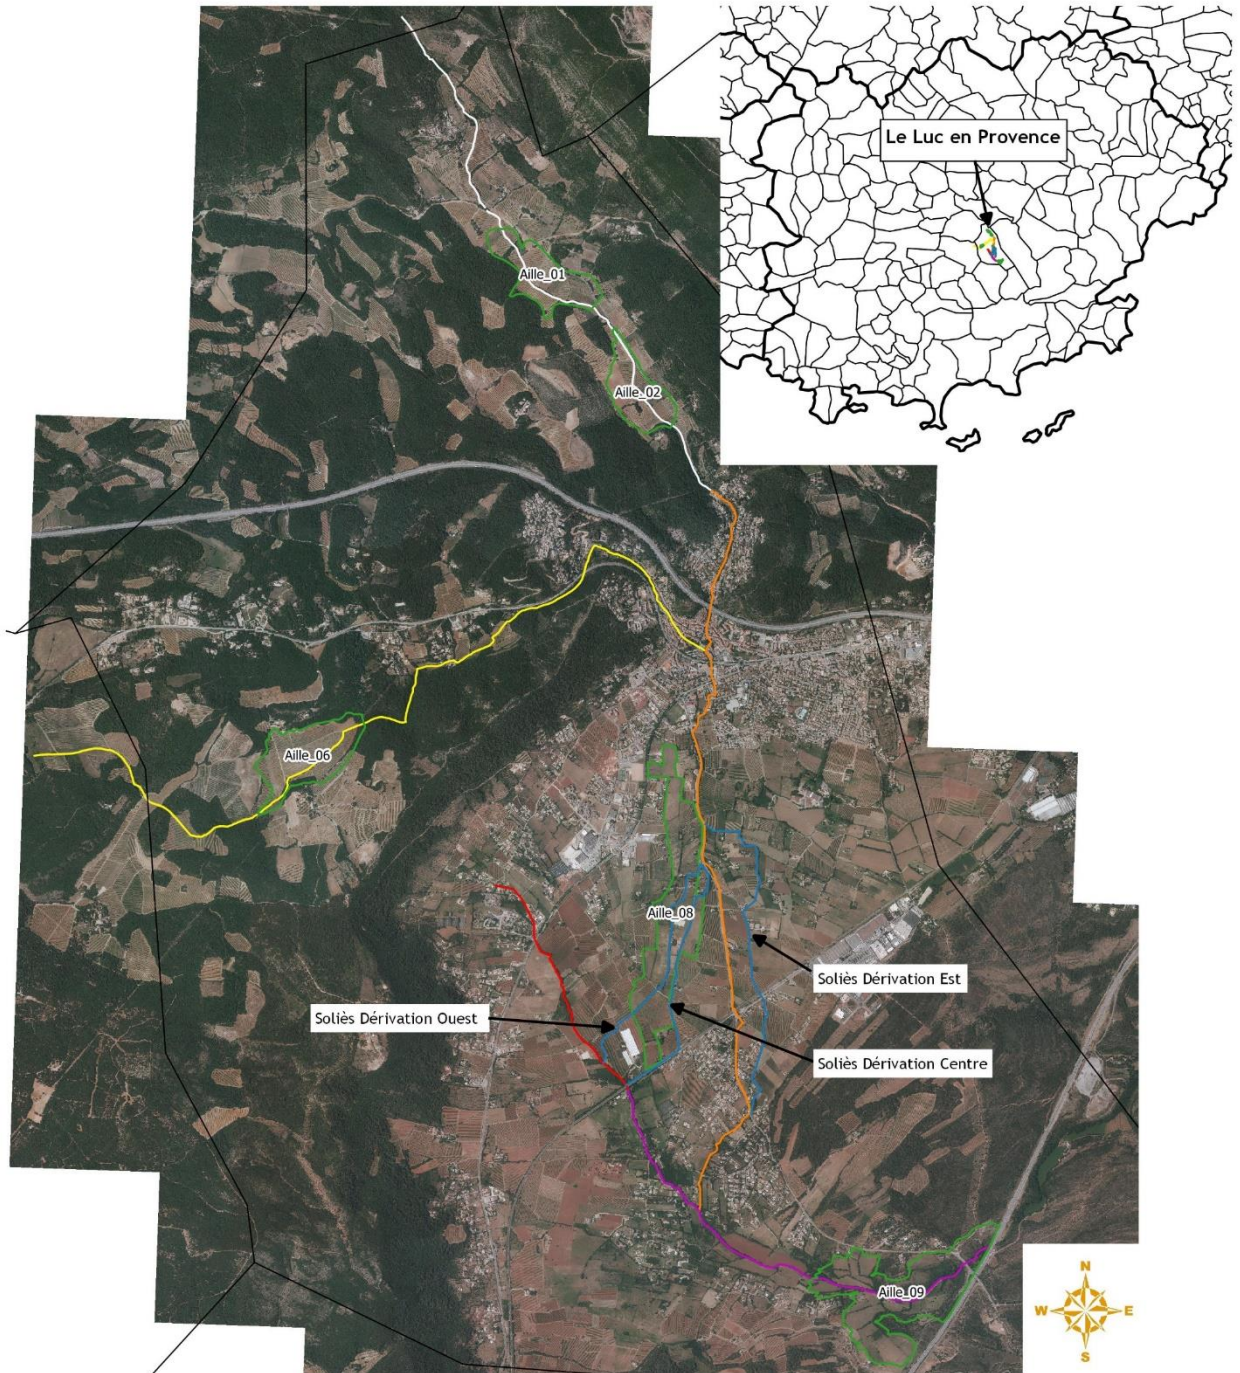 Le Luc en Provence
Aille_01
Aille_02
Aille_06
Aille_08
Soliès Dérivation Est
Soliès Dérivation Ouest
Soliès Dérivation Centre
Aille_09
N
W
E
S